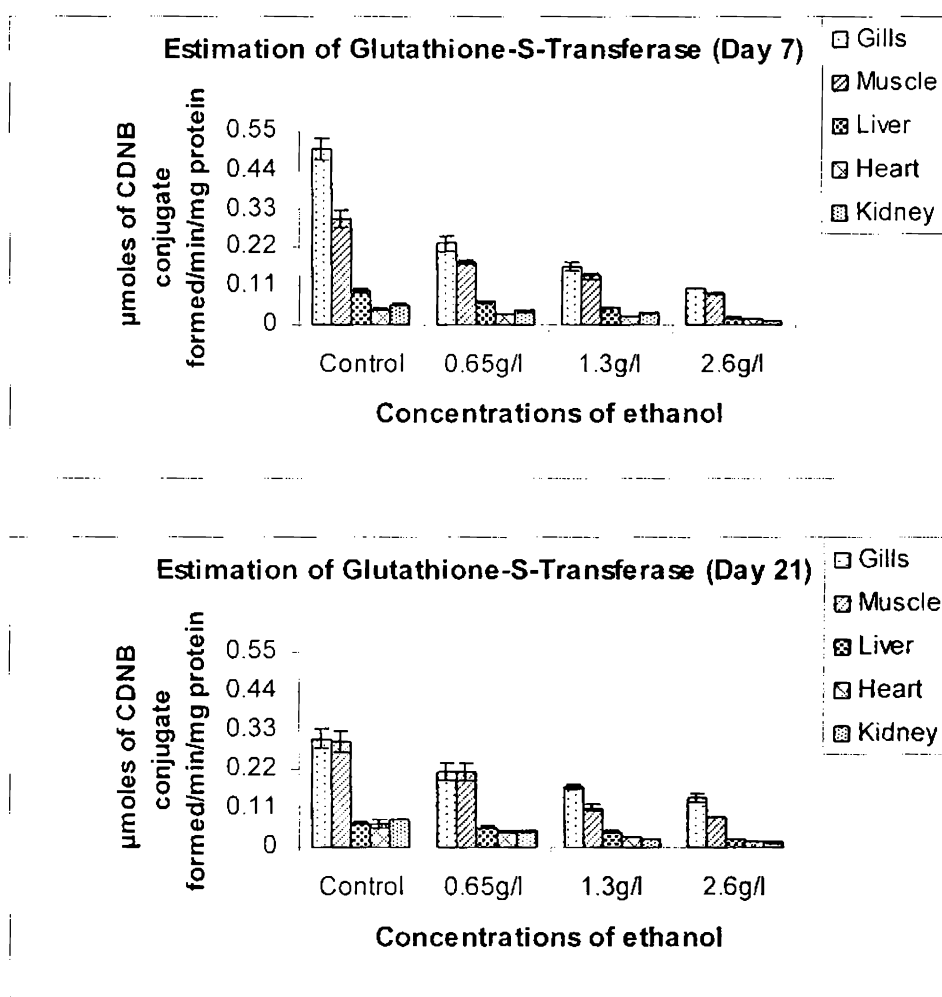 Estimation of Glutathione-S-Transferase (Day 7)
Gills
Muscle
Liver
Heart
Kidney
µmoles of CDNB
conjugate
formed/min/mg protein
0.55
0.44
0.33
0.22
0.11
0
Control 0.65g/l 1.3g/l 2.6g/l
Concentrations of ethanol
Estimation of Glutathione-S-Transferase (Day 21)
Gills
Muscle
Liver
Heart
Kidney
µmoles of CDNB
conjugate
formed/min/mg protein
0.55
0.44
0.33
0.22
0.11
0
Control 0.65g/l 1.3g/l 2.6g/l
Concentrations of ethanol